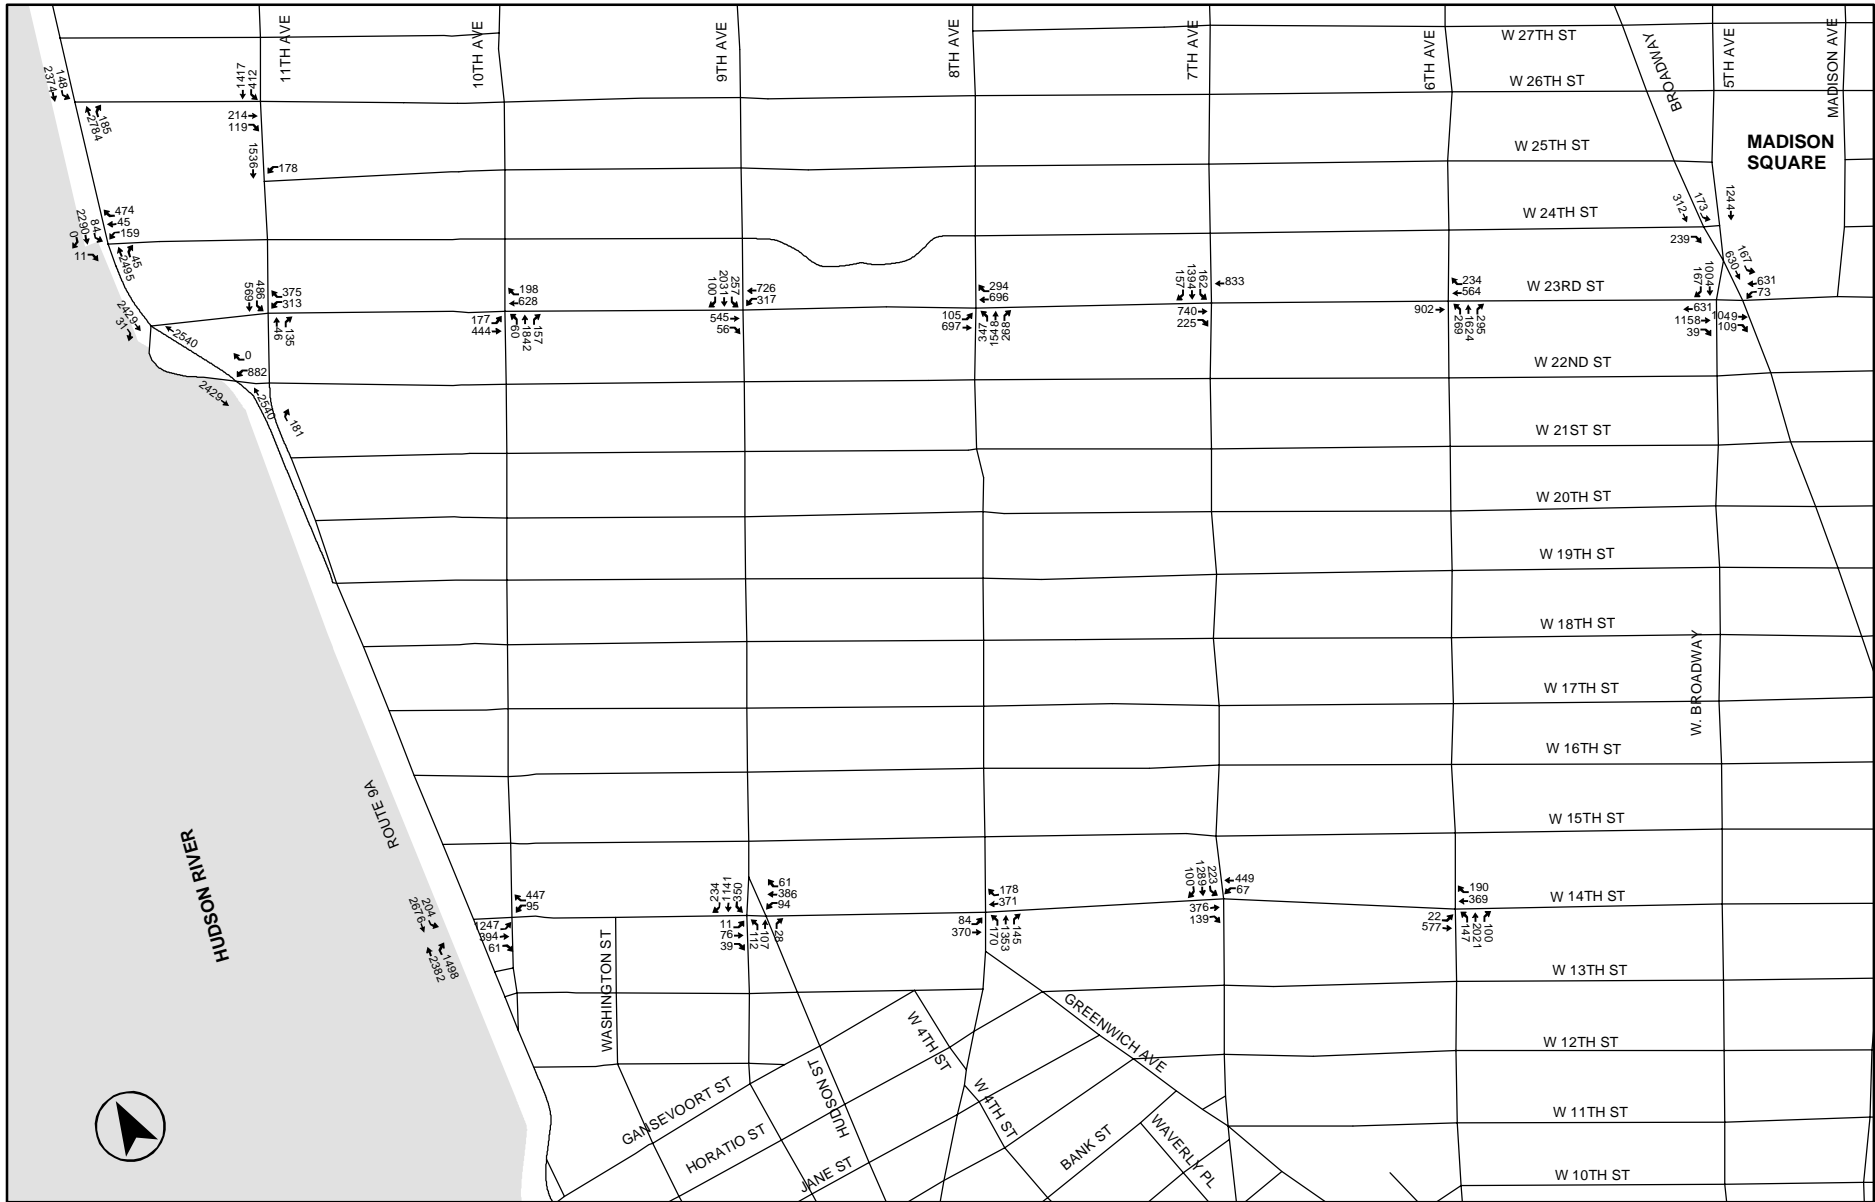 11TH AVE
10TH AVE
9TH AVE
8TH AVE
7TH AVE
6TH AVE
BROADWAY
5TH AVE
MADISON AVE
W 27TH ST
W 26TH ST
W 25TH ST
MADISON
SQUARE
W 24TH ST
W 23RD ST
W 22ND ST
W 21ST ST
W 20TH ST
W 19TH ST
W 18TH ST
W 17TH ST
W. BROADWAY
W 16TH ST
W 15TH ST
W 14TH ST
W 13TH ST
W 12TH ST
W 11TH ST
W 10TH ST
HUDSON RIVER
ROUTE 9A
WASHINGTON ST
GANSEVOORT ST
HORATIO ST
JANE ST
HUDSON ST
W 4TH ST
W 4TH ST
GREENWICH AVE
BANK ST
WAVERLY PL
148
2374
185
2784
1417
412
214
119
1536
178
474
45
159
84
2290
0
11
45
2495
2429
31
2540
0
882
2429
2540
181
486
569
375
313
46
135
198
628
177
444
60
1842
157
257
2031
100
726
317
545
56
294
696
105
697
347
1548
298
162
1394
157
833
740
225
234
564
902
269
1624
295
312
173
1244
239
167
630
1004
167
631
73
631
1158
39
1049
109
447
95
1247
394
61
204
2676
1498
2382
234
1141
350
61
386
94
11
76
39
112
107
28
178
371
84
370
170
1353
145
223
1289
100
449
67
376
139
190
369
22
577
147
2021
100